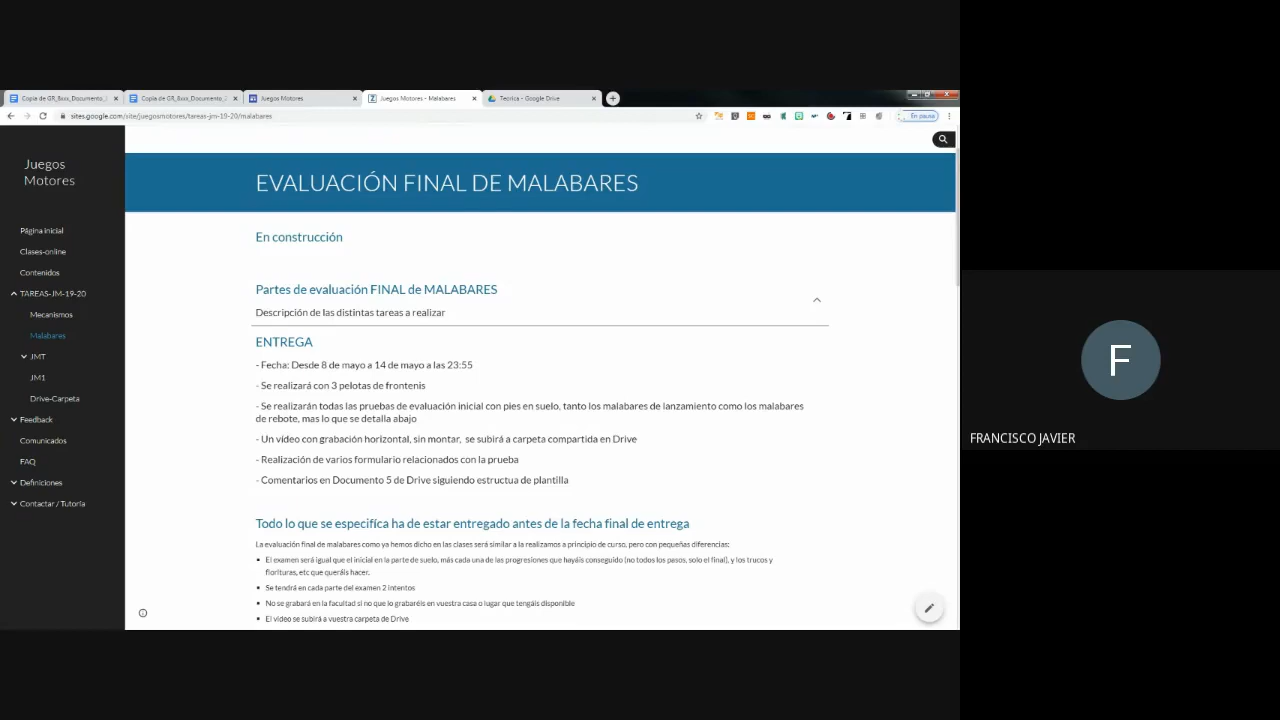 Copia de GR_8xxx_Documento_
Copia de GR_8xxx_Documento_
Juegos Motores
Juegos Motores - Malabares
Teorica - Google Drive
sites.google.com/site/juegosmotores/tareas-jm-19-20/malabares
En pausa
Juegos
Motores
Página inicial
Clases-online
Contenidos
TAREAS-JM-19-20
Mecanismos
Malabares
JMT
JM1
Drive-Carpeta
Feedback
Comunicados
FAQ
Definiciones
Contactar / Tutoría
EVALUACIÓN FINAL DE MALABARES
En construcción
Partes de evaluación FINAL de MALABARES
Descripción de las distintas tareas a realizar
ENTREGA
- Fecha: Desde 8 de mayo a 14 de mayo a las 23:55
- Se realizará con 3 pelotas de frontenis
- Se realizarán todas las pruebas de evaluación inicial con pies en suelo, tanto los malabares de lanzamiento como los malabares
de rebote, mas lo que se detalla abajo
- Un vídeo con grabación horizontal, sin montar, se subirá a carpeta compartida en Drive
- Realización de varios formulario relacionados con la prueba
- Comentarios en Documento 5 de Drive siguiendo estructua de plantilla
Todo lo que se especifíca ha de estar entregado antes de la fecha final de entrega
La evaluación final de malabares como ya hemos dicho en las clases será similar a la realizamos a principio de curso, pero con pequeñas diferencias:
▪ El examen será igual que el inicial en la parte de suelo, más cada una de las progresiones que hayáis conseguido (no todos los pasos, solo el final), y los trucos y
florituras, etc que queráis hacer.
▪ Se tendrá en cada parte del examen 2 intentos
▪ No se grabará en la facultad si no que lo grabaréis en vuestra casa o lugar que tengáis disponible
▪ El video se subirá a vuestra carpeta de Drive
F
FRANCISCO JAVIER